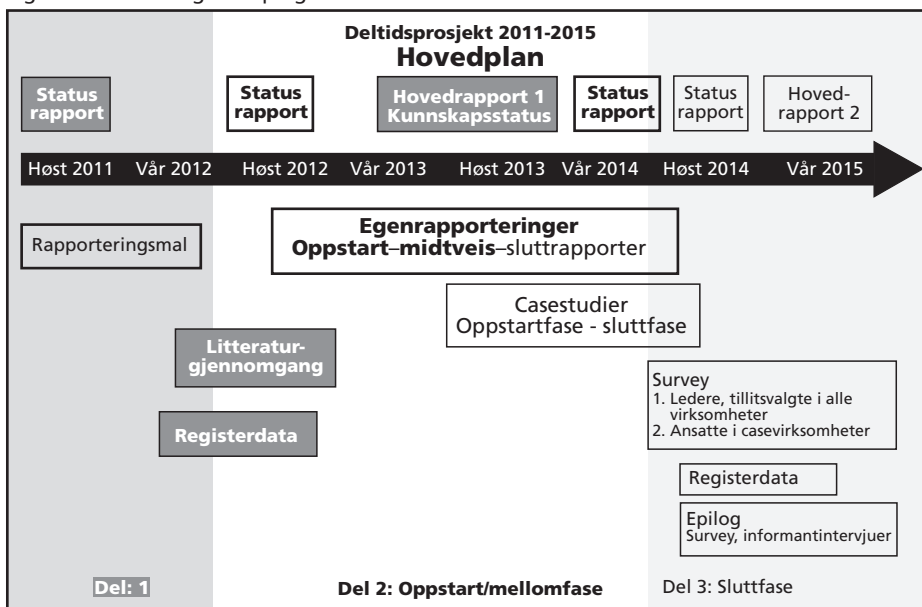 Deltidsprosjekt 2011-2015
Hovedplan
Status
rapport
Status
rapport
Hovedrapport 1
Kunnskapsstatus
Status
rapport
Status
rapport
Hoved-
rapport 2
Høst 2011
Vår 2012
Høst 2012
Vår 2013
Høst 2013
Vår 2014
Høst 2014
Vår 2015
Rapporteringsmal
Egenrapporteringer
Oppstart–midtveis–sluttrapporter
Casestudier
Oppstartfase - sluttfase
Litteratur-
gjennomgang
Registerdata
Survey
1. Ledere, tillitsvalgte i alle
virksomheter
2. Ansatte i casevirksomheter
Registerdata
Epilog
Survey, informantintervjuer
Del: 1
Del 2: Oppstart/mellomfase
Del 3: Sluttfase